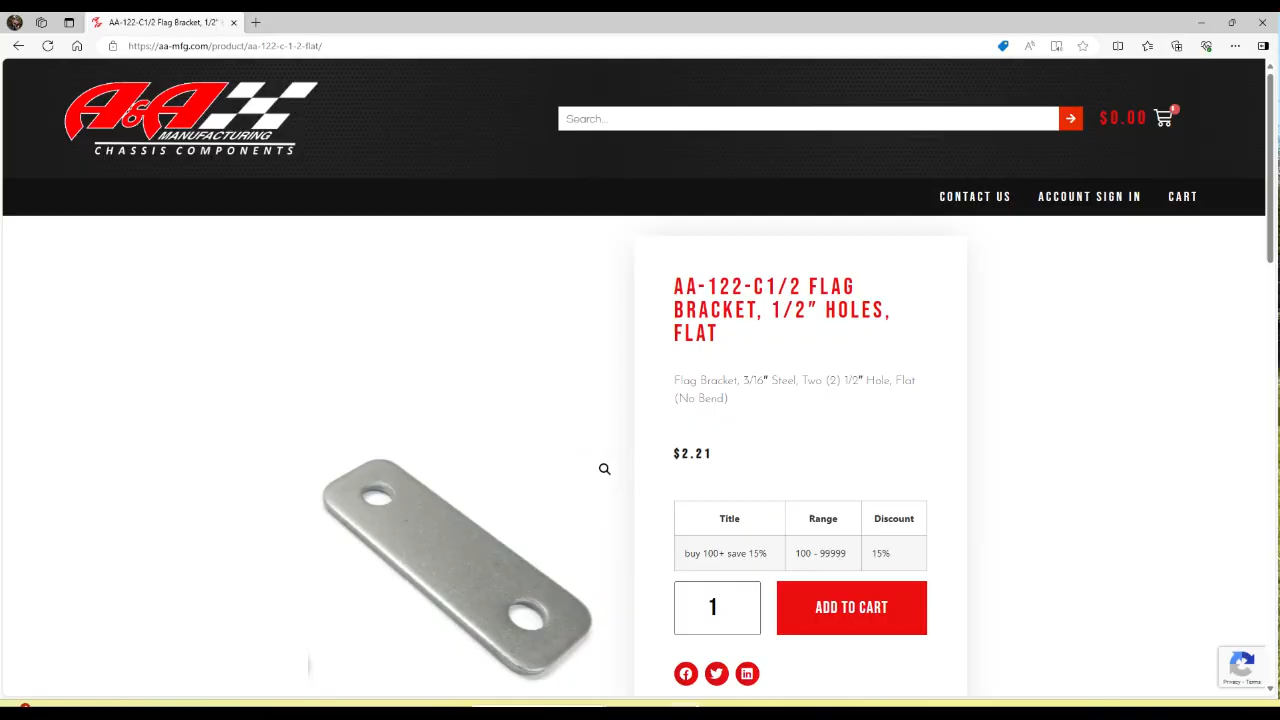 AA-122-C1/2 Flag Bracket, 1/2"
https://aa-mfg.com/product/aa-122-c-1-2-flat/
A&A
MANUFACTURING
CHASSIS COMPONENTS
Search...
$0.00
CONTACT US
ACCOUNT SIGN IN
CART
AA-122-C1/2 FLAG
BRACKET, 1/2" HOLES,
FLAT
Flag Bracket, 3/16" Steel, Two (2) 1/2" Hole, Flat
(No Bend)
$2.21
Title Range Discount
buy 100+ save 15% 100 - 99999 15%
1 ADD TO CART
Privacy - Terms